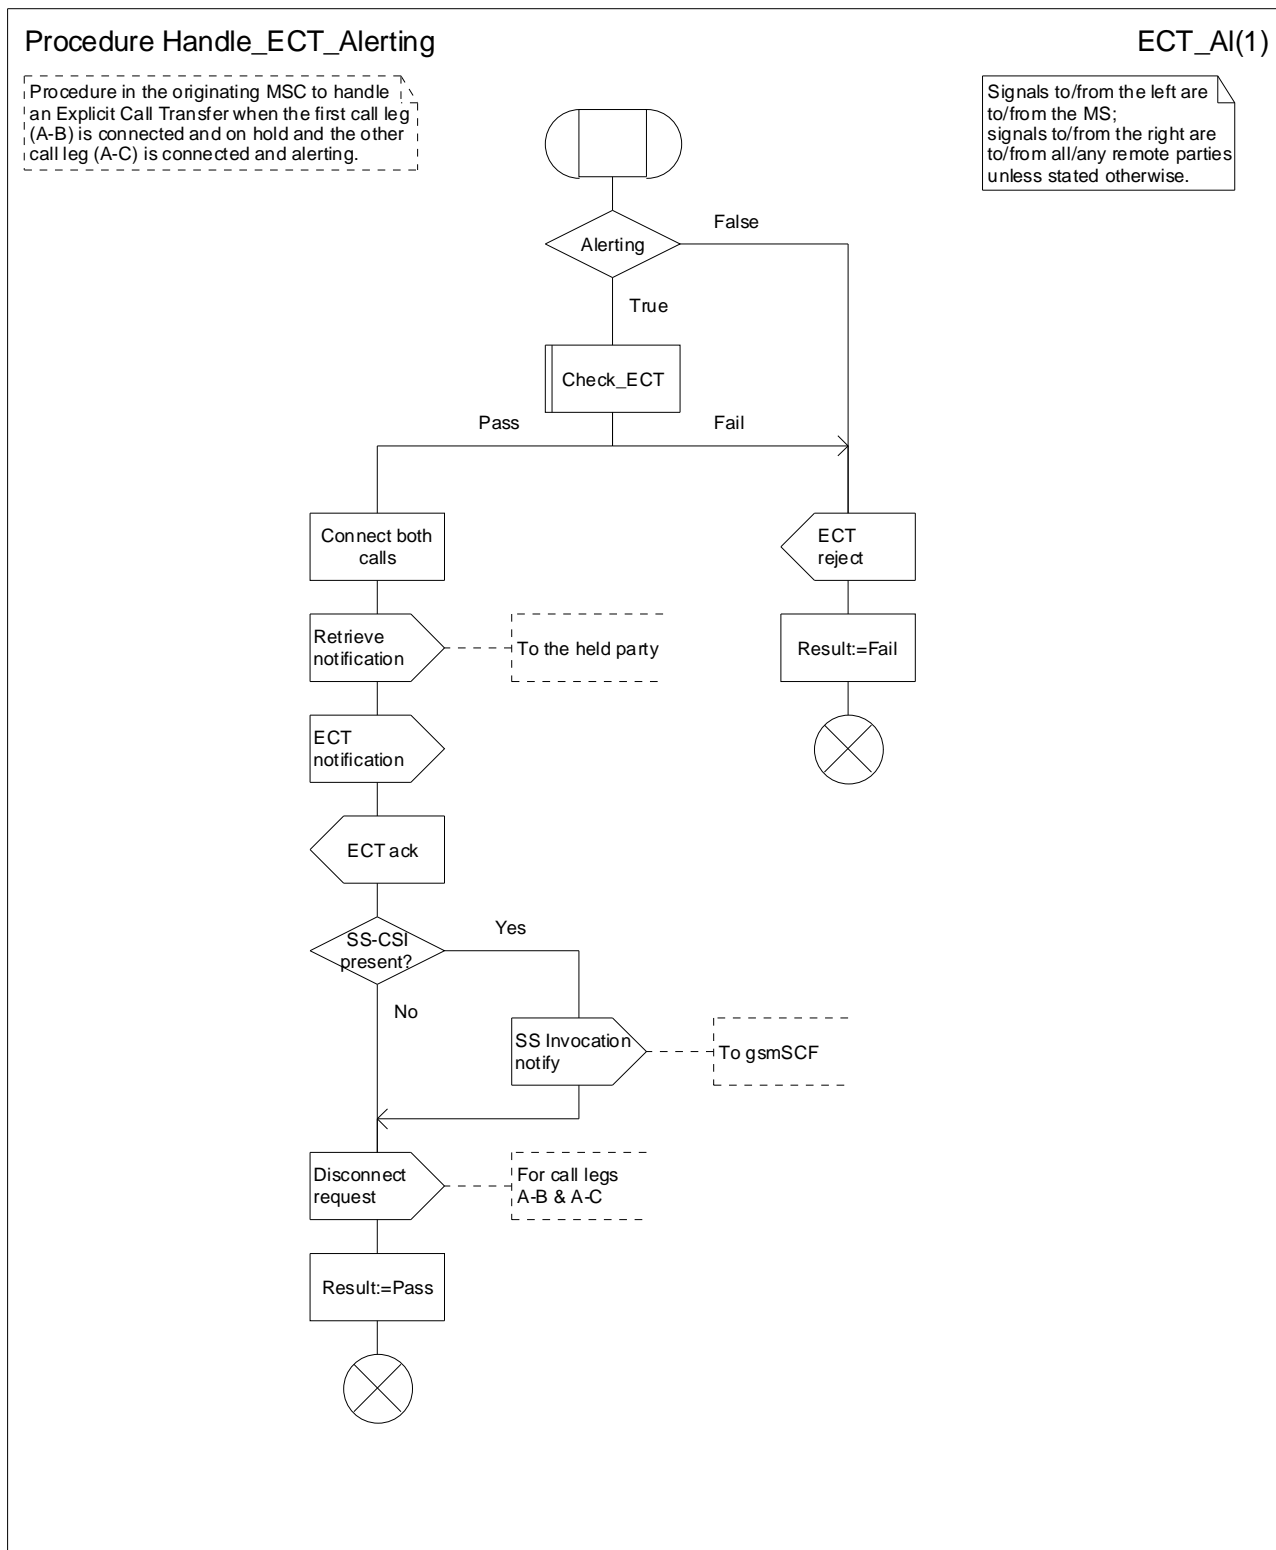 Procedure Handle_ECT_Alerting
ECT_Al(1)
Procedure in the originating MSC to handle
an Explicit Call Transfer when the first call leg
(A-B) is connected and on hold and the other
call leg (A-C) is connected and alerting.
Signals to/from the left are
to/from the MS;
signals to/from the right are
to/from all/any remote parties
unless stated otherwise.
False
Alerting
True
Check_ECT
Pass
Fail
Connect both
calls
ECT
reject
Retrieve
notification
To the held party
Result:=Fail
ECT
notification
ECT ack
SS-CSI
present?
Yes
No
SS Invocation
notify
To gsmSCF
Disconnect
request
For call legs
A-B & A-C
Result:=Pass